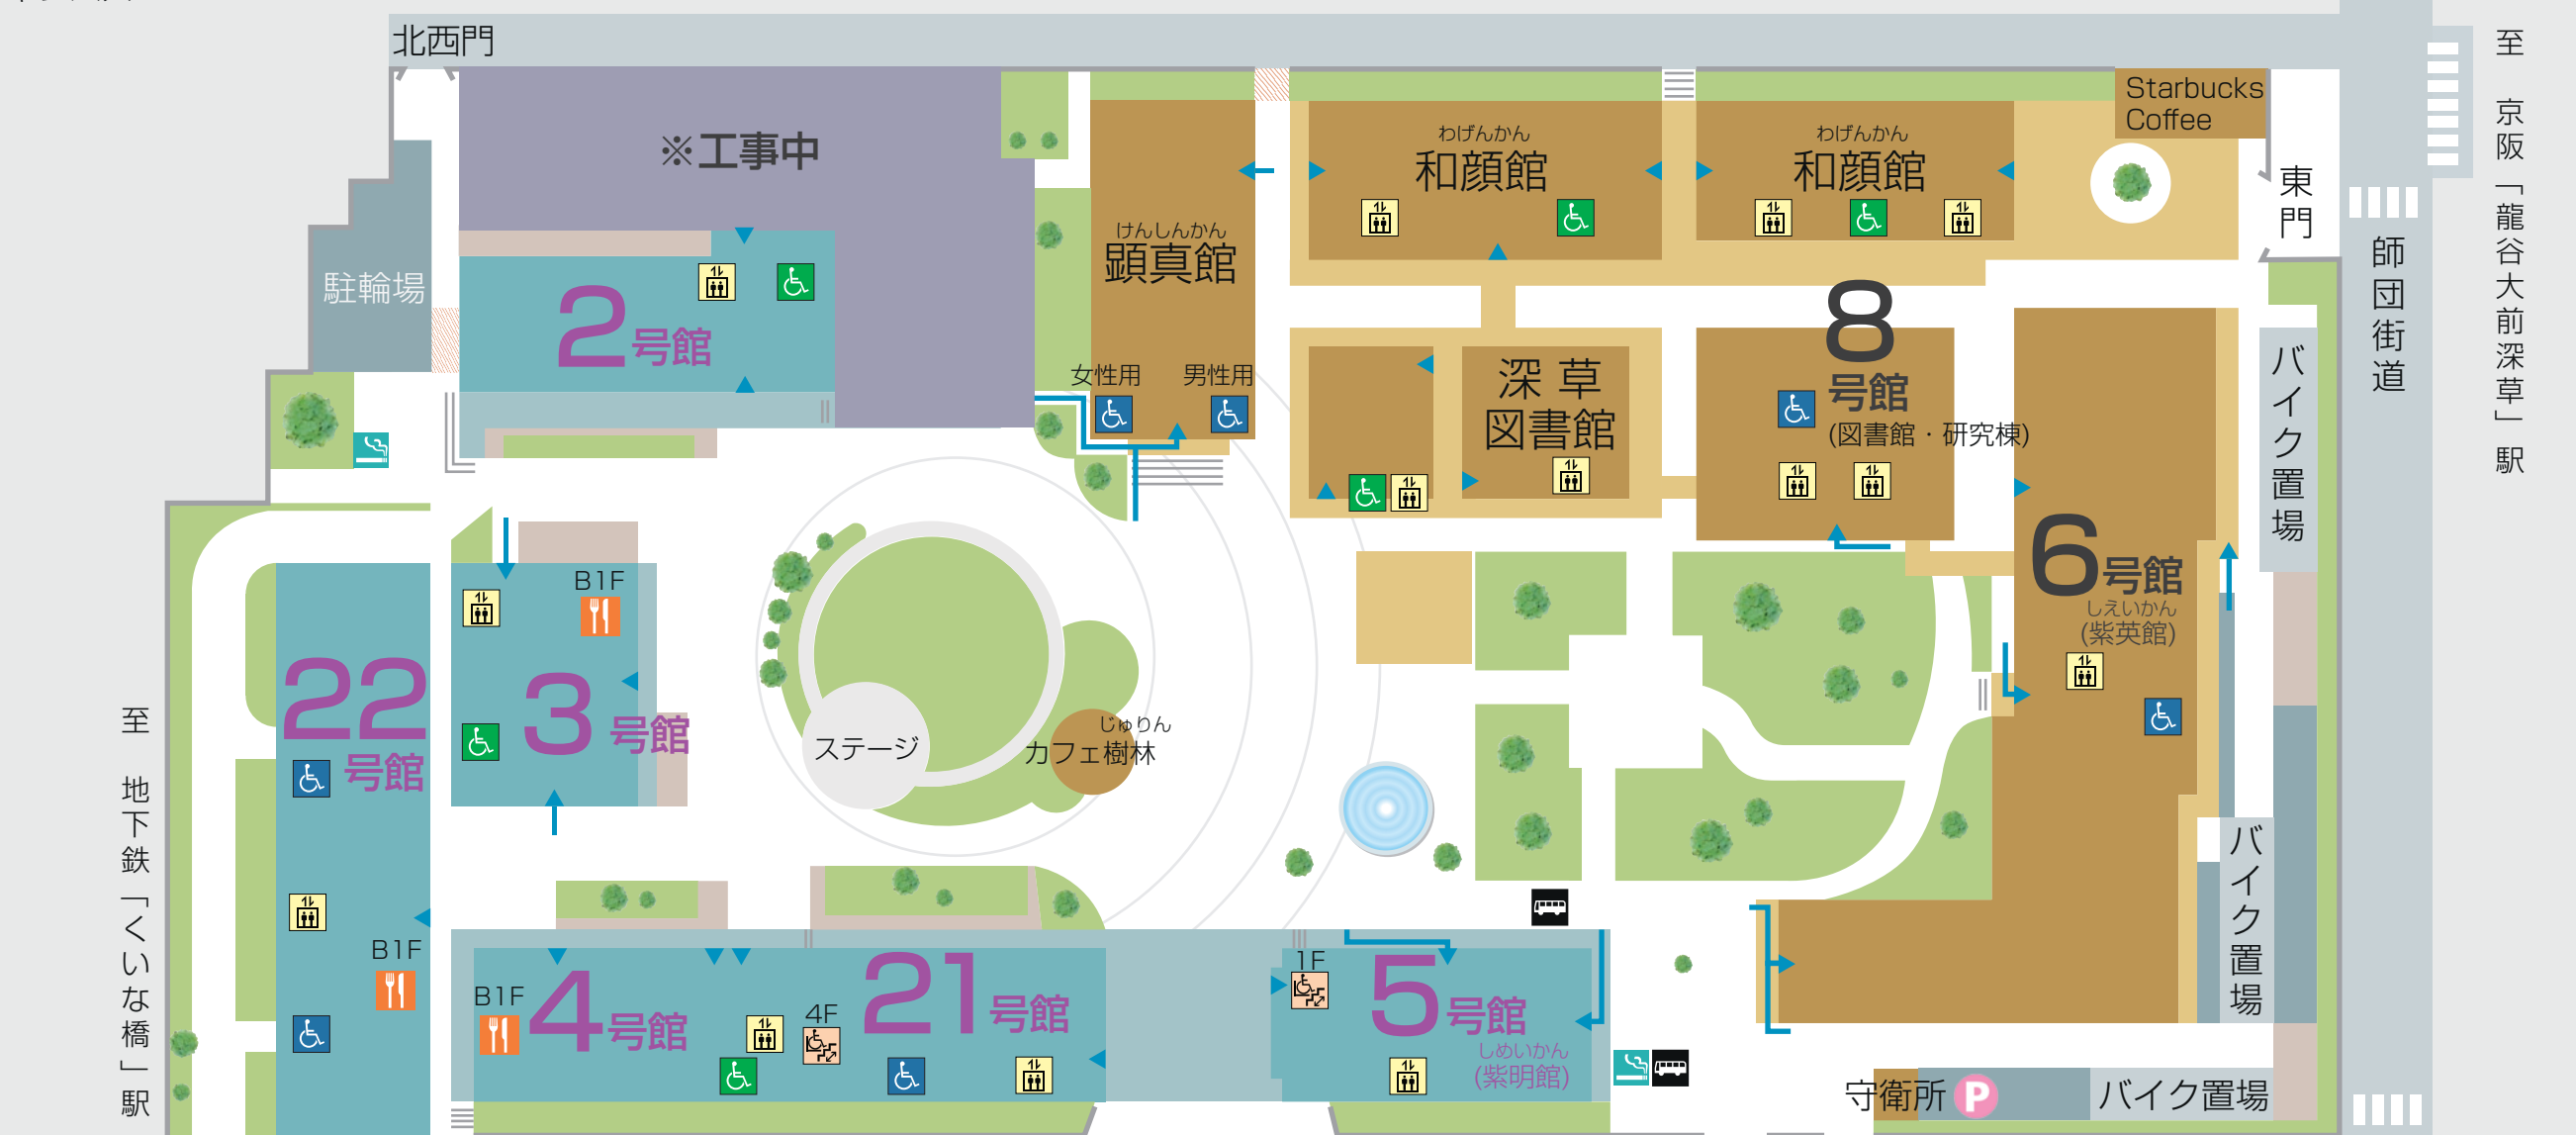 北西門
※工事中
駐輪場
2号館
けんしんかん
顕真館
女性用
男性用
わげんかん
和顔館
わげんかん
和顔館
Starbucks
Coffee
東門
師団街道
至 京阪「龍谷大前深草」駅
深草
図書館
8
号館
(図書館・研究棟)
6号館
しえいかん
(紫英館)
バイク置場
バイク置場
B1F
22
号館
3号館
ステージ
じゅりん
カフェ樹林
至 地下鉄「くいな橋」駅
B1F
B1F
4号館
4F
21号館
1F
5号館
しめいかん
(紫明館)
守衛所
P
バイク置場